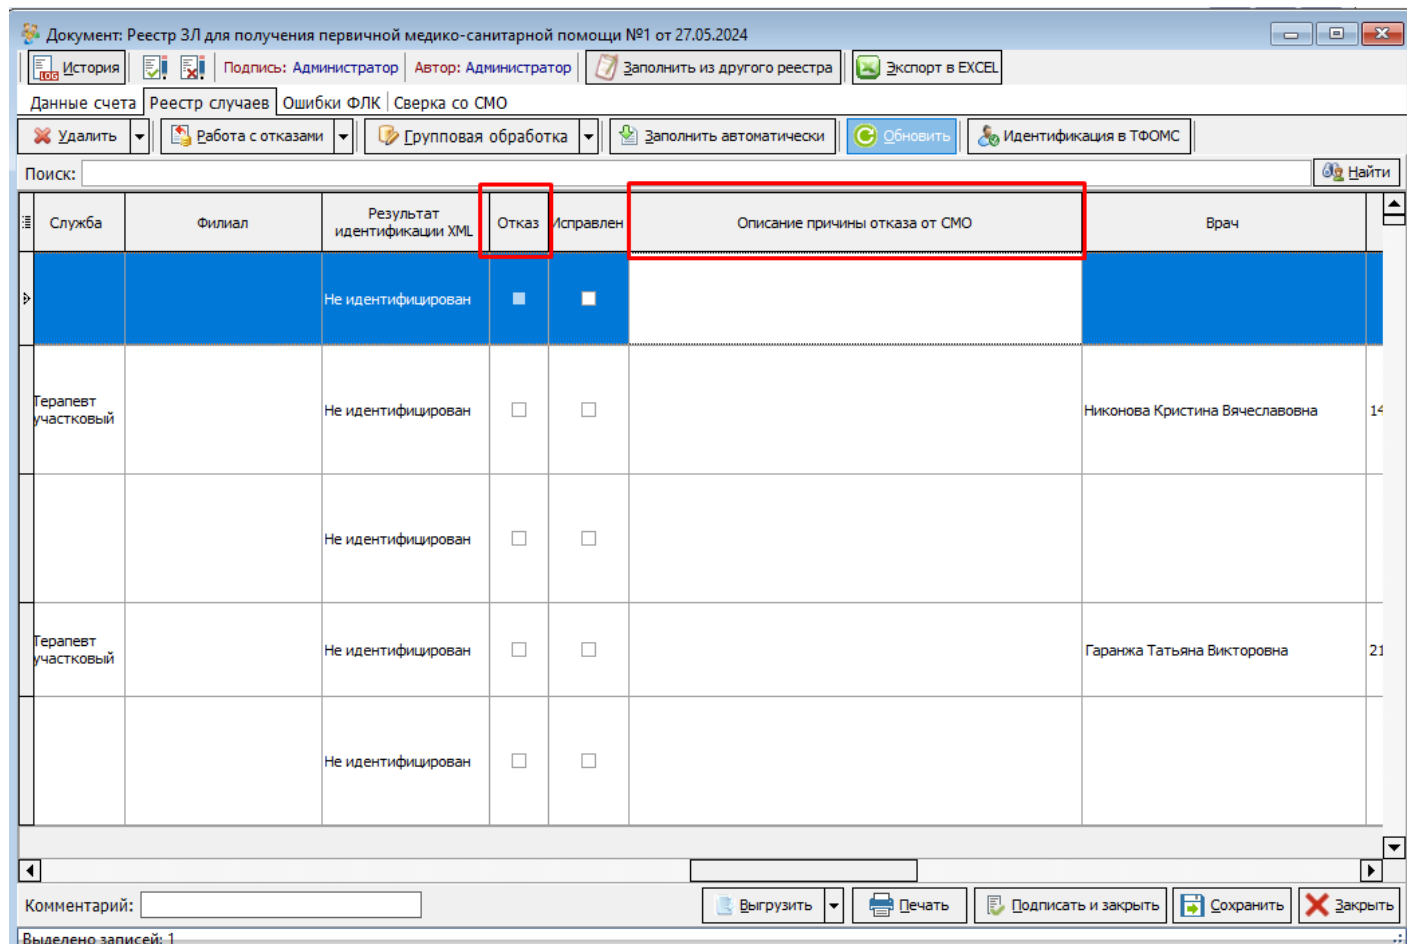 Документ: Реестр ЗЛ для получения первичной медико-санитарной помощи №1 от 27.05.2024
LOG История Подпись: Администратор Автор: Администратор Заполнить из другого реестра Экспорт в EXCEL
Данные счета Реестр случаев Ошибки ФЛК Сверка со СМО
Удалить Работа с отказами Групповая обработка Заполнить автоматически Обновить Идентификация в ТФОМС
Поиск: Найти
Служба Филиал Результат идентификации XML Отказ Исправлен Описание причины отказа от СМО Врач
Не идентифицирован
Терапевт участковый Не идентифицирован Никонова Кристина Вячеславовна 14
Не идентифицирован
Терапевт участковый Не идентифицирован Гаранжа Татьяна Викторовна 21
Не идентифицирован
Комментарий: Выгрузить Печать Подписать и закрыть Сохранить Закрыть
Выделено записей: 1